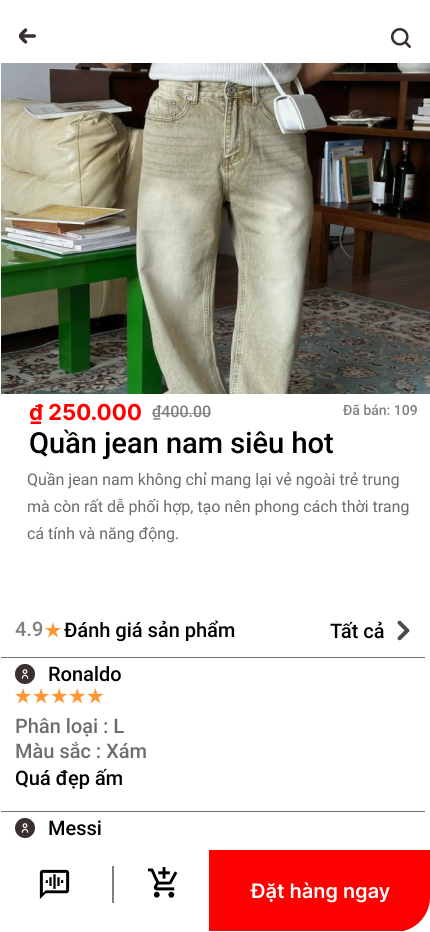 ₫ 250.000 ₫400.00 Đã bán: 109
Quần jean nam siêu hot
Quần jean nam không chỉ mang lại vẻ ngoài trẻ trung
mà còn rất dễ phối hợp, tạo nên phong cách thời trang
cá tính và năng động.
4.9 Đánh giá sản phẩm Tất cả
Ronaldo
Phân loại : L
Màu sắc : Xám
Quá đẹp ấm
Messi
Đặt hàng ngay